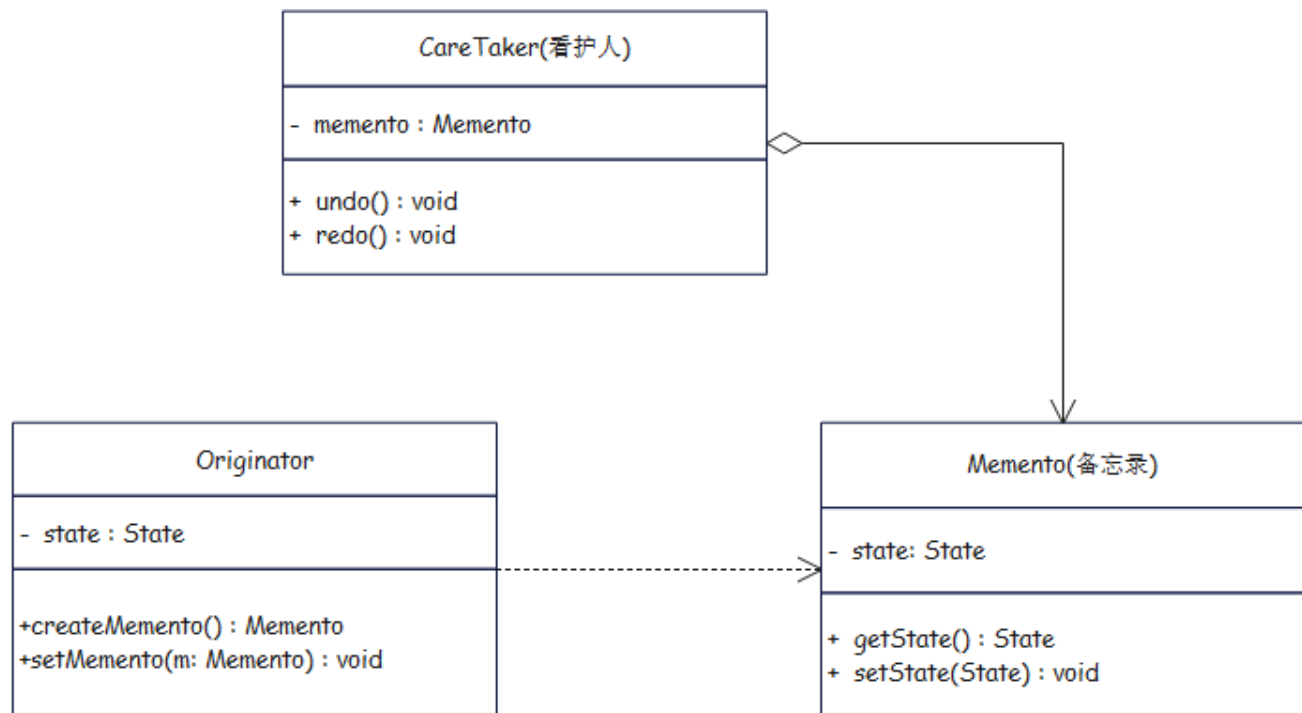 CareTaker(看护人)
- memento : Memento
+ undo() : void
+ redo() : void
Originator
- state : State
+createMemento() : Memento
+setMemento(m: Memento) : void
Memento(备忘录)
- state: State
+ getState() : State
+ setState(State) : void